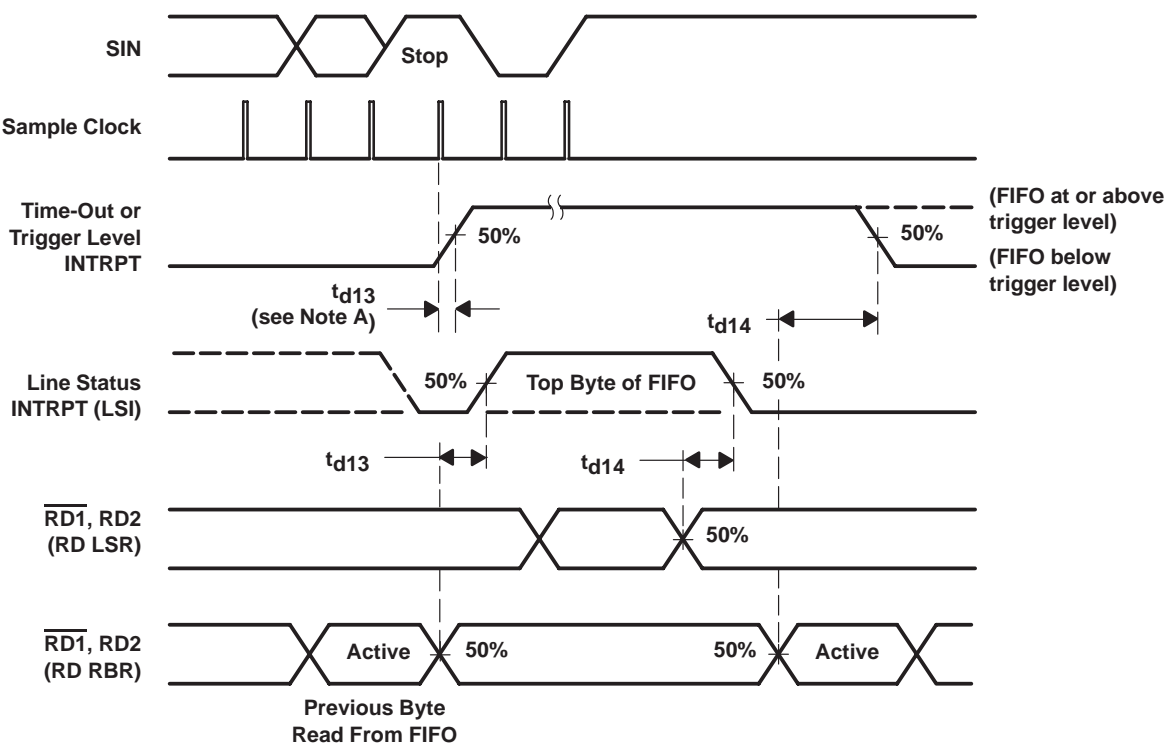 SIN
Stop
Sample Clock
Time-Out or
Trigger Level
INTRPT
50%
50%
(FIFO at or above
trigger level)
(FIFO below
trigger level)
td13
(see Note A)
td14
Line Status
INTRPT (LSI)
50%
Top Byte of FIFO
50%
td13
td14
RD1, RD2
(RD LSR)
50%
RD1, RD2
(RD RBR)
Active
50%
50%
Active
Previous Byte
Read From FIFO